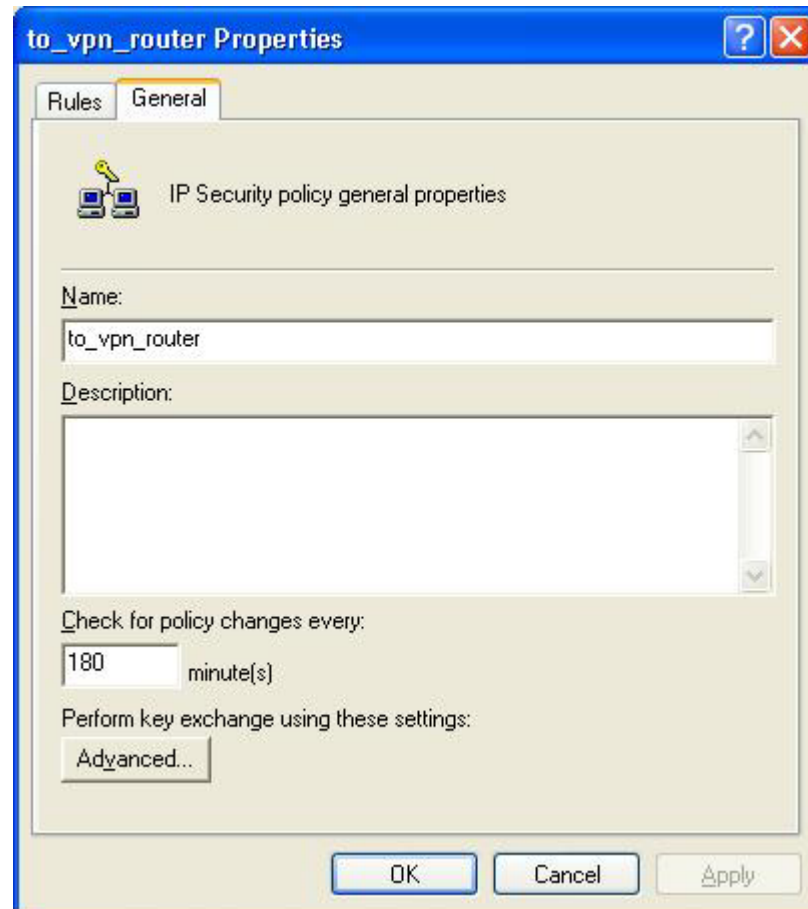 to_vpn_router Properties
Rules
General
IP Security policy general properties
Name:
to_vpn_router
Description:
Check for policy changes every:
180 minute(s)
Perform key exchange using these settings:
Advanced...
OK Cancel Apply